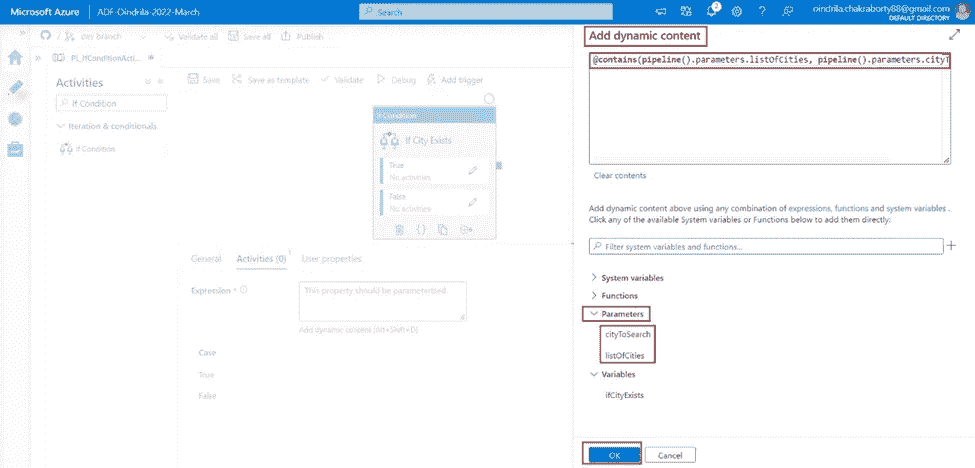 Microsoft Azure
ADF-Oindrila-2022-March
Search
2
oindrila.chakraborty88@gmail.com
DEFAULT DIRECTORY
dev branch
Validate all
Save all
Publish
PL_IfConditionActi...
Activities
If Condition
Iteration & conditionals
If Condition
Save
Save as template
Validate
Debug
Add trigger
If Condition
If City Exists
True
No activities
False
No activities
General
Activities (0)
User properties
Expression *
This property should be parameterized.
Add dynamic content [Alt+Shift+D]
Case
True
False
Add dynamic content
@contains(pipeline().parameters.listOfCities, pipeline().parameters.cityT
Clear contents
Add dynamic content above using any combination of expressions, functions and system variables .
Click any of the available System variables or Functions below to add them directly:
Filter system variables and functions...
System variables
Functions
Parameters
cityToSearch
listOfCities
Variables
ifCityExists
OK
Cancel